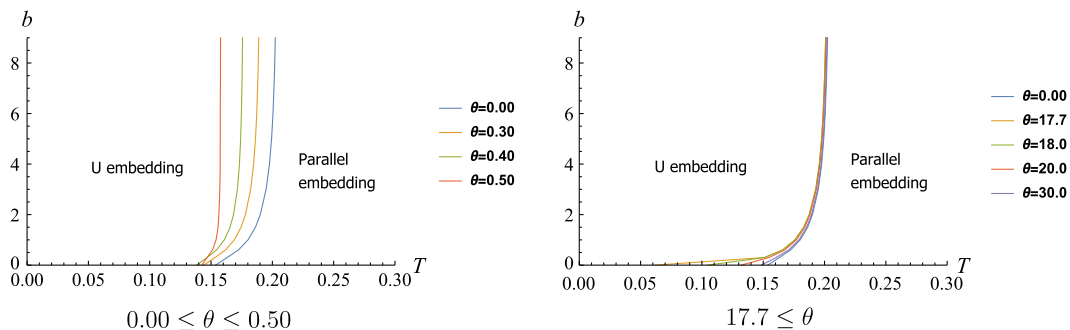 b
8
6
4
2
0
0.00 0.05 0.10 0.15 0.20 0.25 0.30 T
U embedding
Parallel
embedding
θ=0.00
θ=0.30
θ=0.40
θ=0.50
0.00 ≤ θ ≤ 0.50
b
8
6
4
2
0
0.00 0.05 0.10 0.15 0.20 0.25 0.30 T
U embedding
Parallel
embedding
θ=0.00
θ=17.7
θ=18.0
θ=20.0
θ=30.0
17.7 ≤ θ